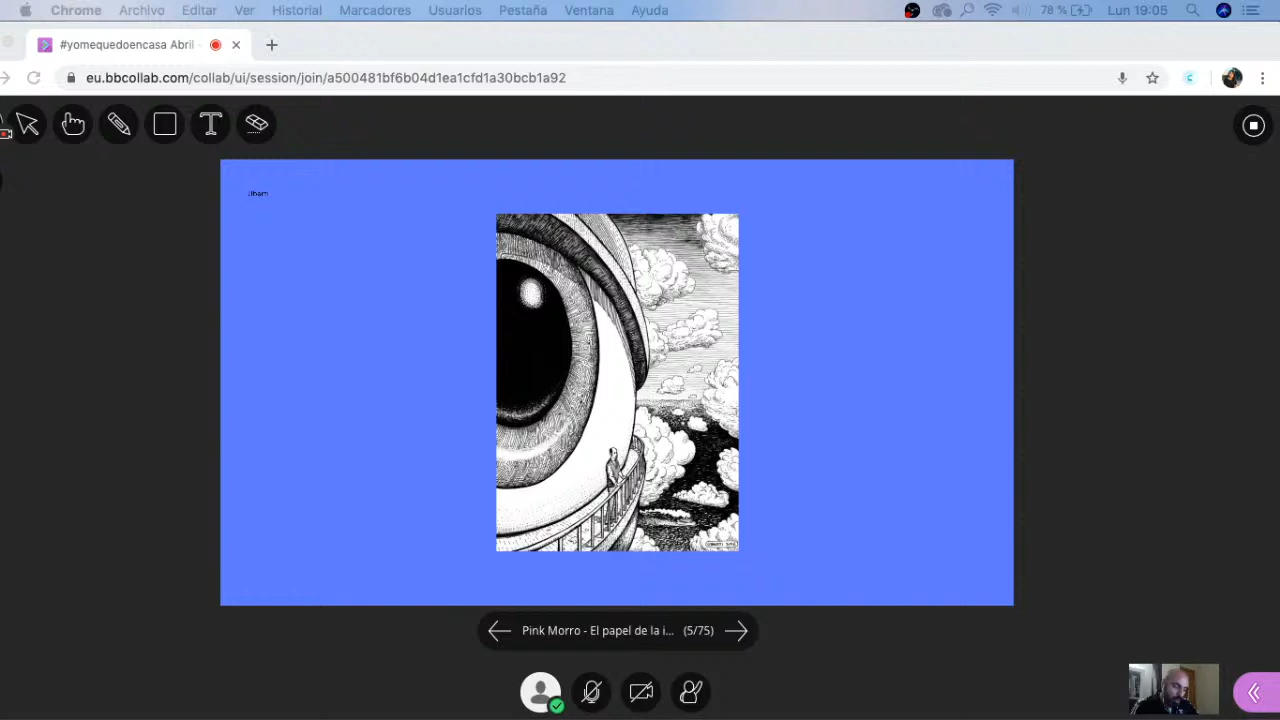 Chrome Archivo Editar Ver Historial Marcadores Usuarios Pestaña Ventana Ayuda 78 % Lun 19:05
#yomequedoencasa Abril -
eu.bbcollab.com/collab/ui/session/join/a500481bf6b04d1ea1cfd1a30bcb1a92
T
Pink Morro - El papel de la i... (5/75)